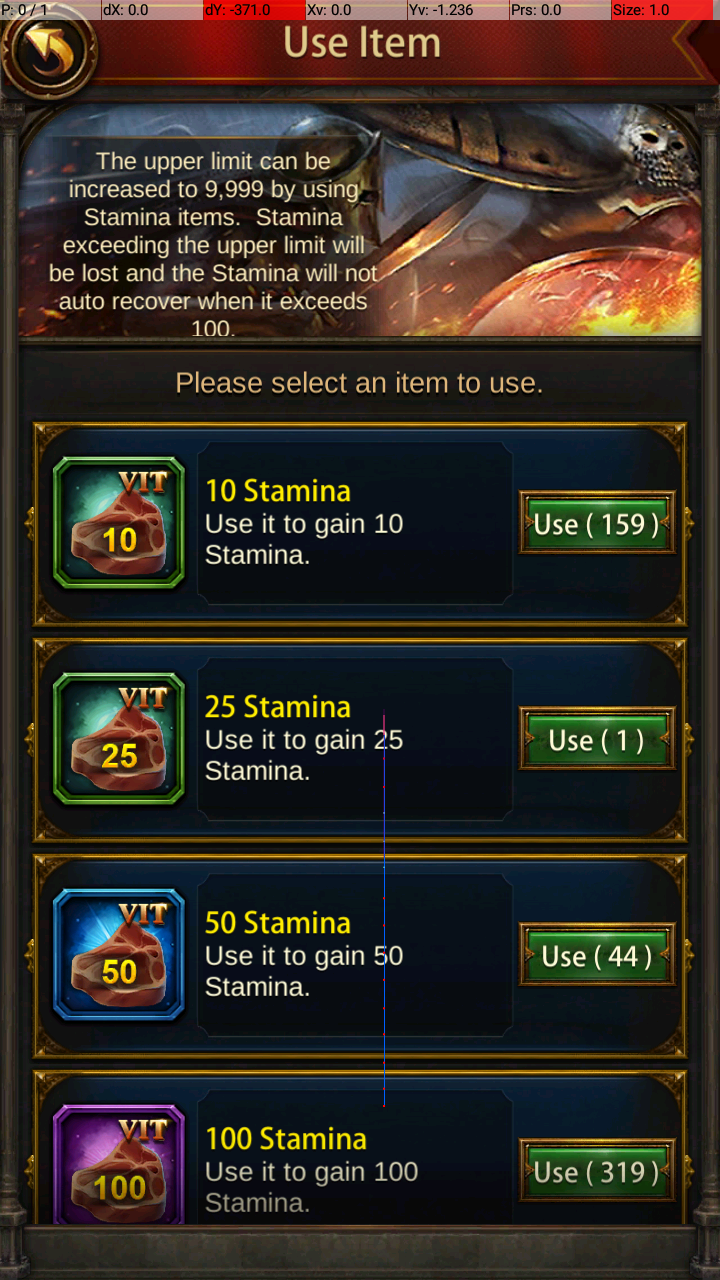 P: 0 / 1 dX: 0.0 dY: -371.0 Xv: 0.0 Yv: -1.236 Prs: 0.0 Size: 1.0
Use Item
The upper limit can be
increased to 9,999 by using
Stamina items.  Stamina
exceeding the upper limit will
be lost and the Stamina will not
auto recover when it exceeds
100.
Please select an item to use.
VIT
10
10 Stamina
Use it to gain 10
Stamina.
Use ( 159 )
VIT
25
25 Stamina
Use it to gain 25
Stamina.
Use ( 1 )
VIT
50
50 Stamina
Use it to gain 50
Stamina.
Use ( 44 )
VIT
100
100 Stamina
Use it to gain 100
Stamina.
Use ( 319 )